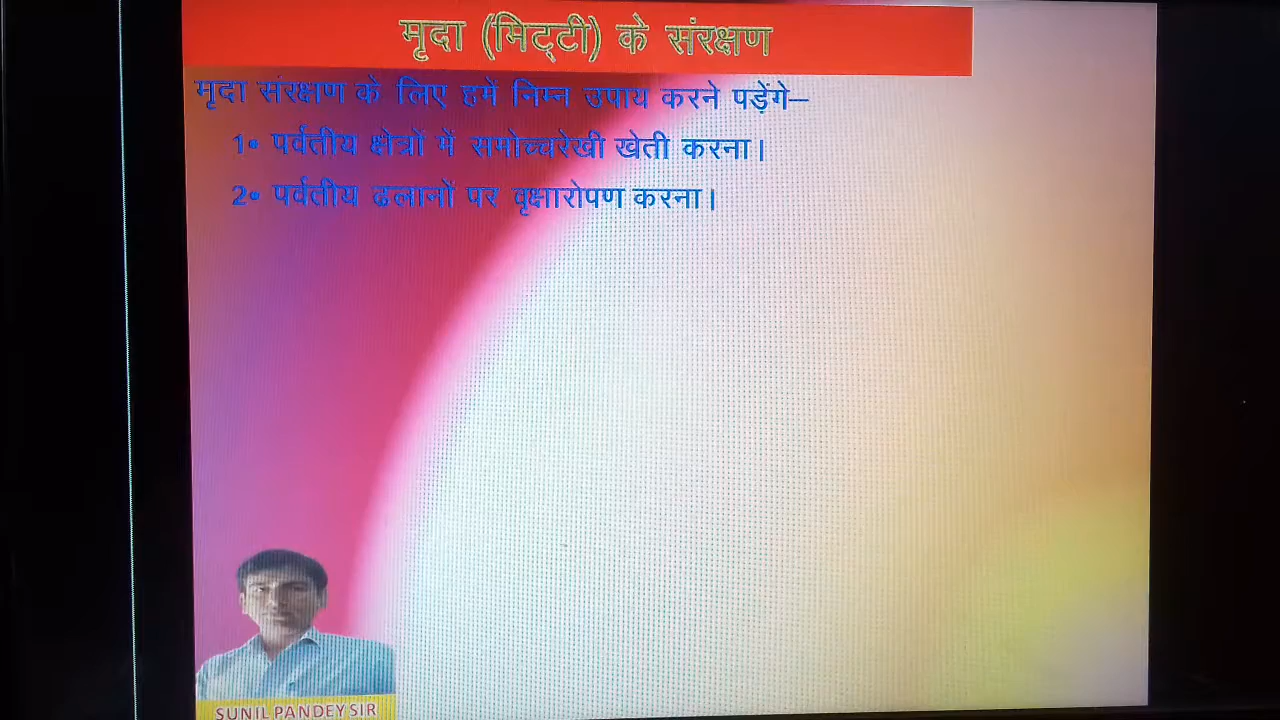 मृदा (मिट्टी) के संरक्षण
मृदा संरक्षण के लिए हमें निम्न उपाय करने पड़ेंगे–
1• पर्वतीय क्षेत्रों में समोच्चरेखी खेती करना।
2• पर्वतीय ढलानों पर वृक्षारोपण करना।
SUNIL PANDEY SIR